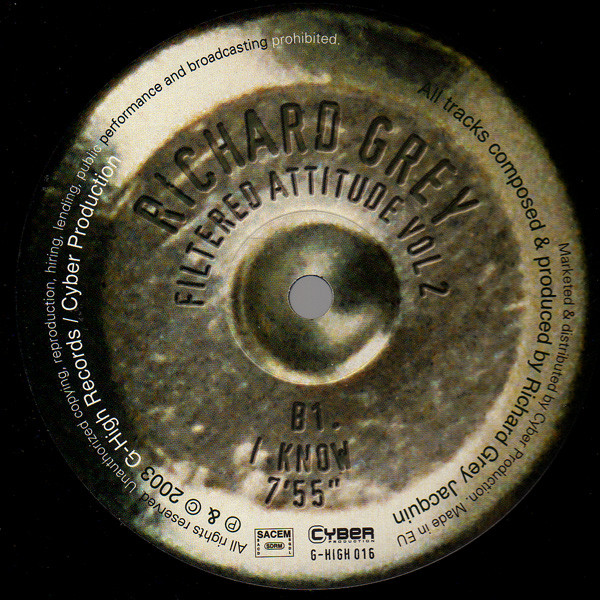 RICHARD GREY
FILTERED ATTITUDE VOL 2
B1.
I KNOW
7'55"
SACEM
SDRM
CYBER
PRODUCTION
G-HIGH 016
All rights reserved. Unauthorized copying, reproduction, hiring, lending, public performance and broadcasting prohibited.
℗ & © 2003 G-High Records / Cyber Production
All tracks composed & produced by Richard Grey Jacquin
Marketed & distributed by Cyber Production. Made in EU